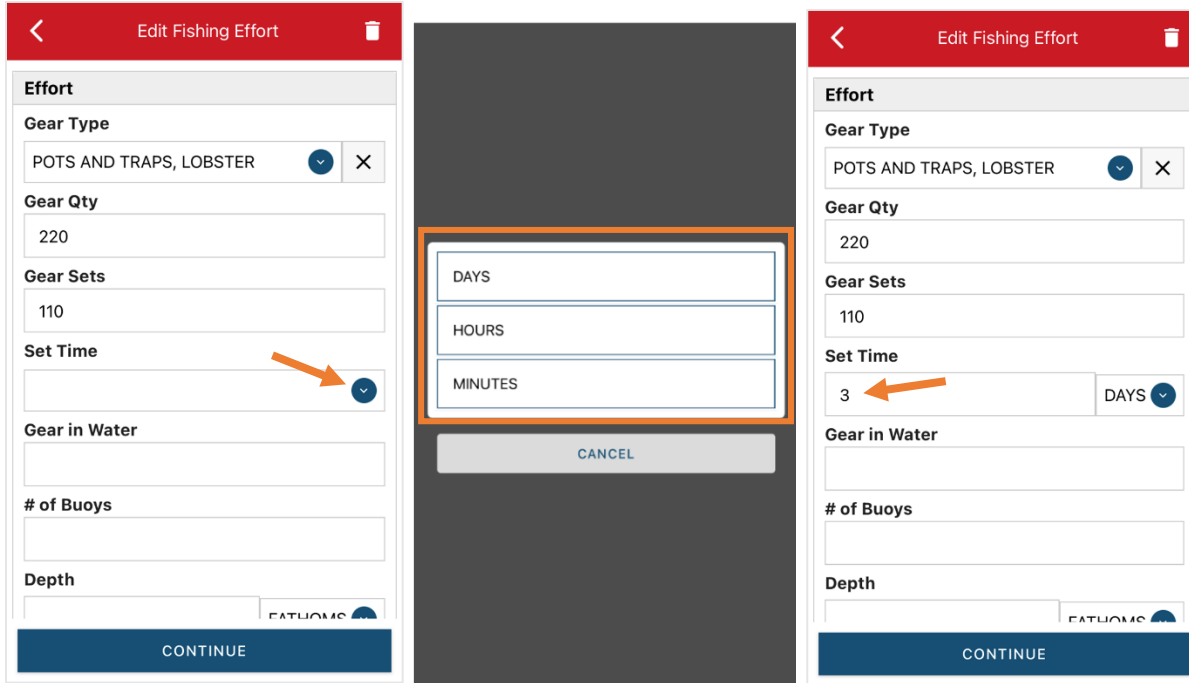 Edit Fishing Effort
Effort
Gear Type
POTS AND TRAPS, LOBSTER
Gear Qty
220
Gear Sets
110
Set Time
Gear in Water
# of Buoys
Depth
FATHOMS
CONTINUE
DAYS
HOURS
MINUTES
CANCEL
Edit Fishing Effort
Effort
Gear Type
POTS AND TRAPS, LOBSTER
Gear Qty
220
Gear Sets
110
Set Time
3 DAYS
Gear in Water
# of Buoys
Depth
FATHOMS
CONTINUE